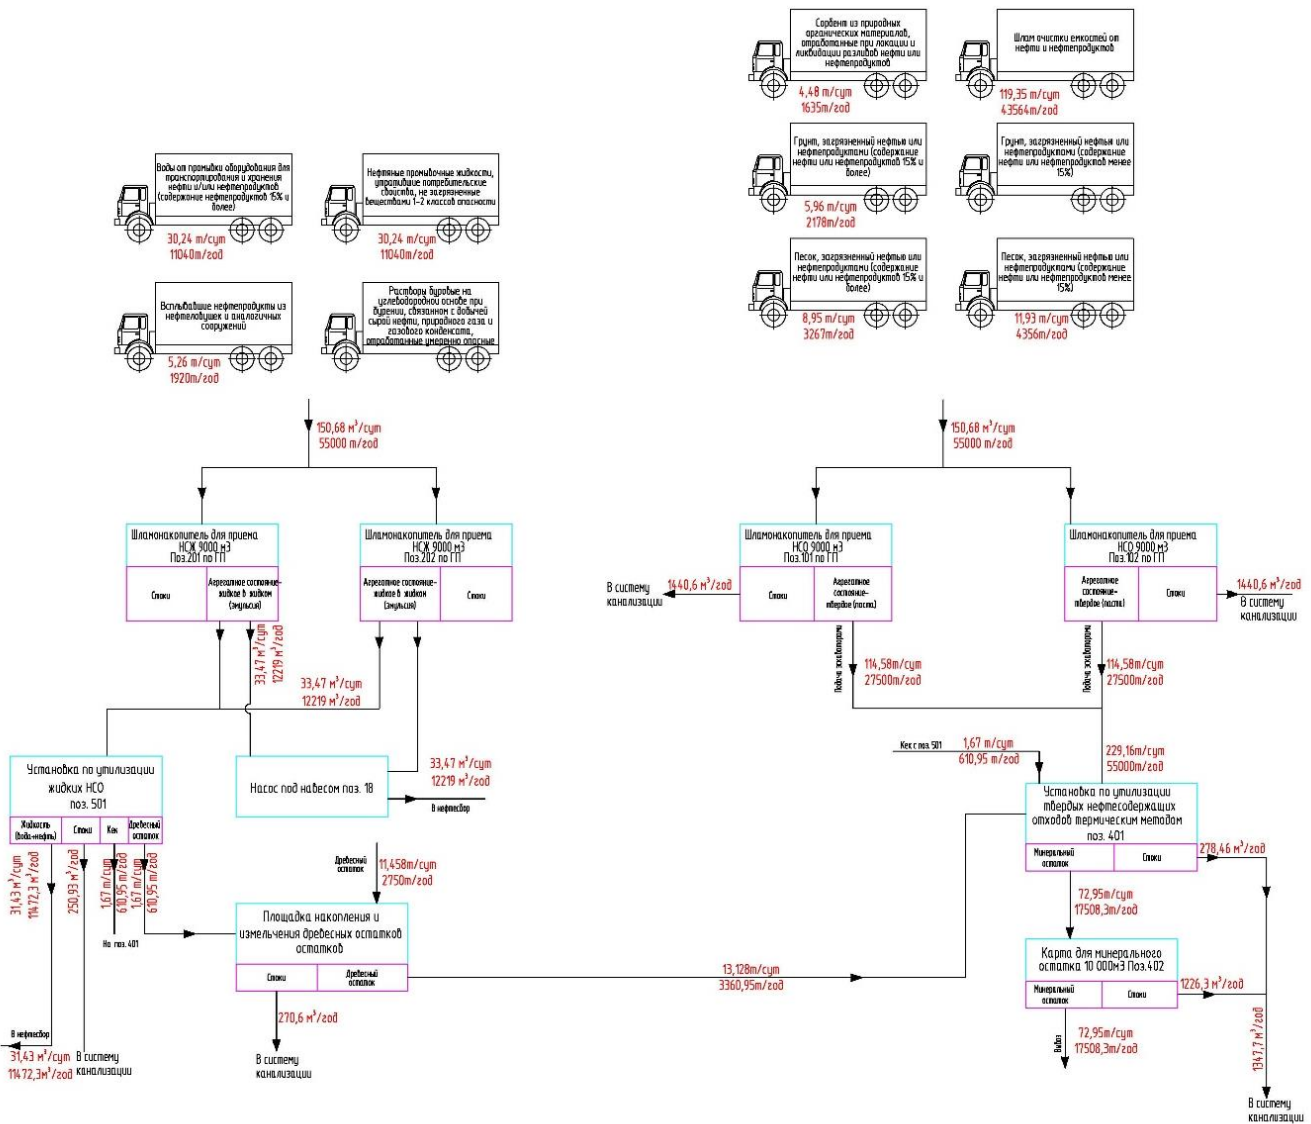 Сорбент из природных
органических материалов,
отработанные при локации и
ликвидации разливов нефти или
нефтепродуктов
4,48 т/сут
1635т/год
Шлам очистки емкостей от
нефти и нефтепродуктов
119,35 т/сут
43564т/год
Грунт, загрязненный нефтью или
нефтепродуктами (содержание
нефти или нефтепродуктов 15% и
более)
5,96 т/сут
2178т/год
Грунт, загрязненный нефтью или
нефтепродуктами (содержание
нефти или нефтепродуктов менее
15%)
Песок, загрязненный нефтью или
нефтепродуктами (содержание
нефти или нефтепродуктов 15% и
более)
8,95 т/сут
3267т/год
Песок, загрязненный нефтью или
нефтепродуктами (содержание
нефти или нефтепродуктов менее
15%)
11,93 т/сут
4356т/год
Воды от промывки оборудования для
транспортирования и хранения
нефти и/или нефтепродуктов
(содержание нефтепродуктов 15% и
более)
30,24 т/сут
11040т/год
Нефтяные промывочные жидкости,
утратившие потребительские
свойства, не загрязненные
веществами 1-2 классов опасности
30,24 т/сут
11040т/год
Всплывшие нефтепродукты из
нефтеловушек и аналогичных
сооружений
5,26 т/сут
1920т/год
Растворы буровые на
углеводородной основе при
бурении, связанном с добычей
сырой нефти, природного газа и
газового конденсата,
отработанные умеренно опасные
150,68 м³/сут
55000 т/год
150,68 м³/сут
55000 т/год
Шламонакопитель для приема
НСЖ 9000 м3
Поз.201 по ГП
Стоки
Агрегатное состояние-
жидкое в жидком
(эмульсия)
Шламонакопитель для приема
НСЖ 9000 м3
Поз.202 по ГП
Агрегатное состояние-
жидкое в жидком
(эмульсия)
Стоки
Шламонакопитель для приема
НСО 9000 м3
Поз.101 по ГП
Стоки
Агрегатное
состояние-
твердое (паста)
Шламонакопитель для приема
НСО 9000 м3
Поз.102 по ГП
Агрегатное
состояние-
твердое (паста)
Стоки
В систему
канализации
1440,6 м³/год
1440,6 м³/год
В систему
канализации
33,47 м³/сут
12219 м³/год
33,47 м³/сут
12219 м³/год
Подача экскаваторами
114,58т/сут
27500т/год
Подача экскаваторами
114,58т/сут
27500т/год
Кек с поз. 501
1,67 т/сут
610,95 т/год
229,16т/сут
55000т/год
Установка по утилизации
жидких НСО
поз. 501
Жидкость
(вода+нефть)
Стоки
Кек
Древесный
остаток
Насос под навесом поз. 18
33,47 м³/сут
12219 м³/год
В нефтесбор
Установка по утилизации
твердых нефтесодержащих
отходов термическим методом
поз. 401
Минеральный
остаток
Стоки
278,46 м³/год
31,43 м³/сут
11472,3 м³/год
250,93 м³/год
1,67 т/сут
610,95 т/год
1,67 т/сут
610,95 т/год
На поз. 401
Древесный
остаток
11,458т/сут
2750т/год
72,95т/сут
17508,3т/год
Площадка накопления и
измельчения древесных остатков
остатков
Стоки
Древесный
остаток
13,128т/сут
3360,95т/год
Карта для минерального
остатка 10 000м3 Поз.402
Минеральный
остаток
Стоки
1226,3 м³/год
270,6 м³/год
В систему
канализации
В нефтесбор
31,43 м³/сут
11472,3м³/год
В систему
канализации
Вывоз
72,95т/сут
17508,3т/год
1347,7 м³/год
В систему
канализации